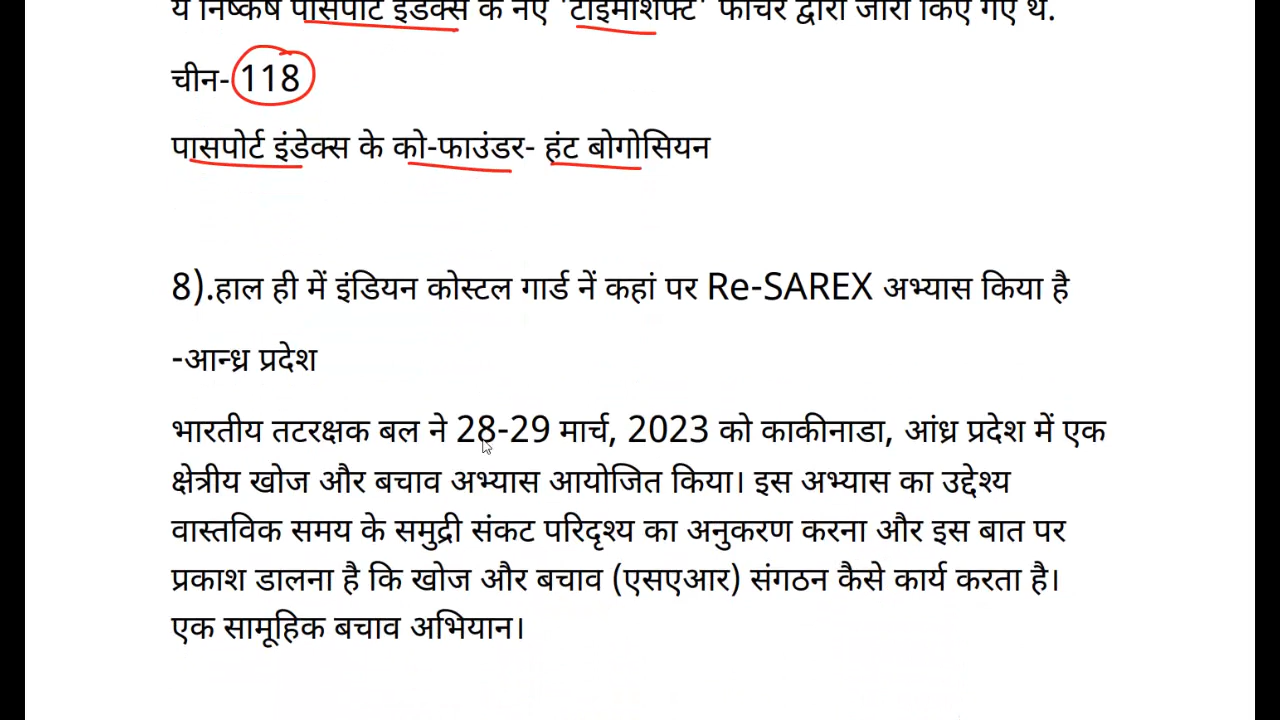 ये निष्कर्ष पासपोर्ट इंडेक्स के नए 'टाइमशिफ्ट' फीचर द्वारा जारी किए गए थे.
चीन- 118
पासपोर्ट इंडेक्स के को-फाउंडर- हंट बोगोसियन
8).हाल ही में इंडियन कोस्टल गार्ड नें कहां पर Re-SAREX अभ्यास किया है
-आन्ध्र प्रदेश
भारतीय तटरक्षक बल ने 28-29 मार्च, 2023 को काकीनाडा, आंध्र प्रदेश में एक
क्षेत्रीय खोज और बचाव अभ्यास आयोजित किया। इस अभ्यास का उद्देश्य
वास्तविक समय के समुद्री संकट परिदृश्य का अनुकरण करना और इस बात पर
प्रकाश डालना है कि खोज और बचाव (एसएआर) संगठन कैसे कार्य करता है।
एक सामूहिक बचाव अभियान।